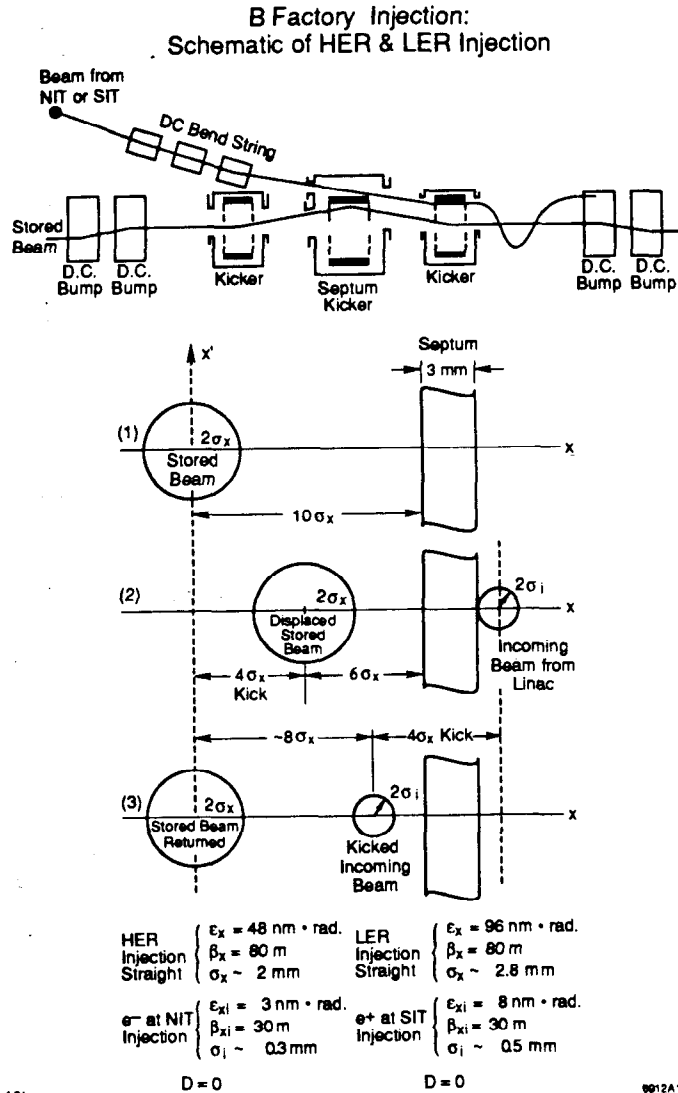 B Factory Injection:
Schematic of HER & LER Injection
Beam from
NIT or SIT
DC Bend String
Stored
Beam
D.C.
Bump
D.C.
Bump
Kicker
Septum
Kicker
Kicker
D.C.
Bump
D.C.
Bump
x'
Septum
3 mm
(1)
2σx
Stored
Beam
x
10σx
(2)
2σx
Displaced
Stored
Beam
2σi
x
Incoming
Beam from
Linac
4σx
Kick
6σx
~8σx
4σx Kick
(3)
2σx
Stored Beam
Returned
2σi
x
Kicked
Incoming
Beam
HER
Injection
Straight
εx = 48 nm • rad.
βx = 80 m
σx ~ 2 mm
LER
Injection
Straight
εx = 96 nm • rad.
βx = 80 m
σx ~ 2.8 mm
e− at NIT
Injection
εxi = 3 nm • rad.
βxi = 30 m
σi ~ 0.3 mm
e+ at SIT
Injection
εxi = 8 nm • rad.
βxi = 30 m
σi ~ 0.5 mm
D = 0
D = 0